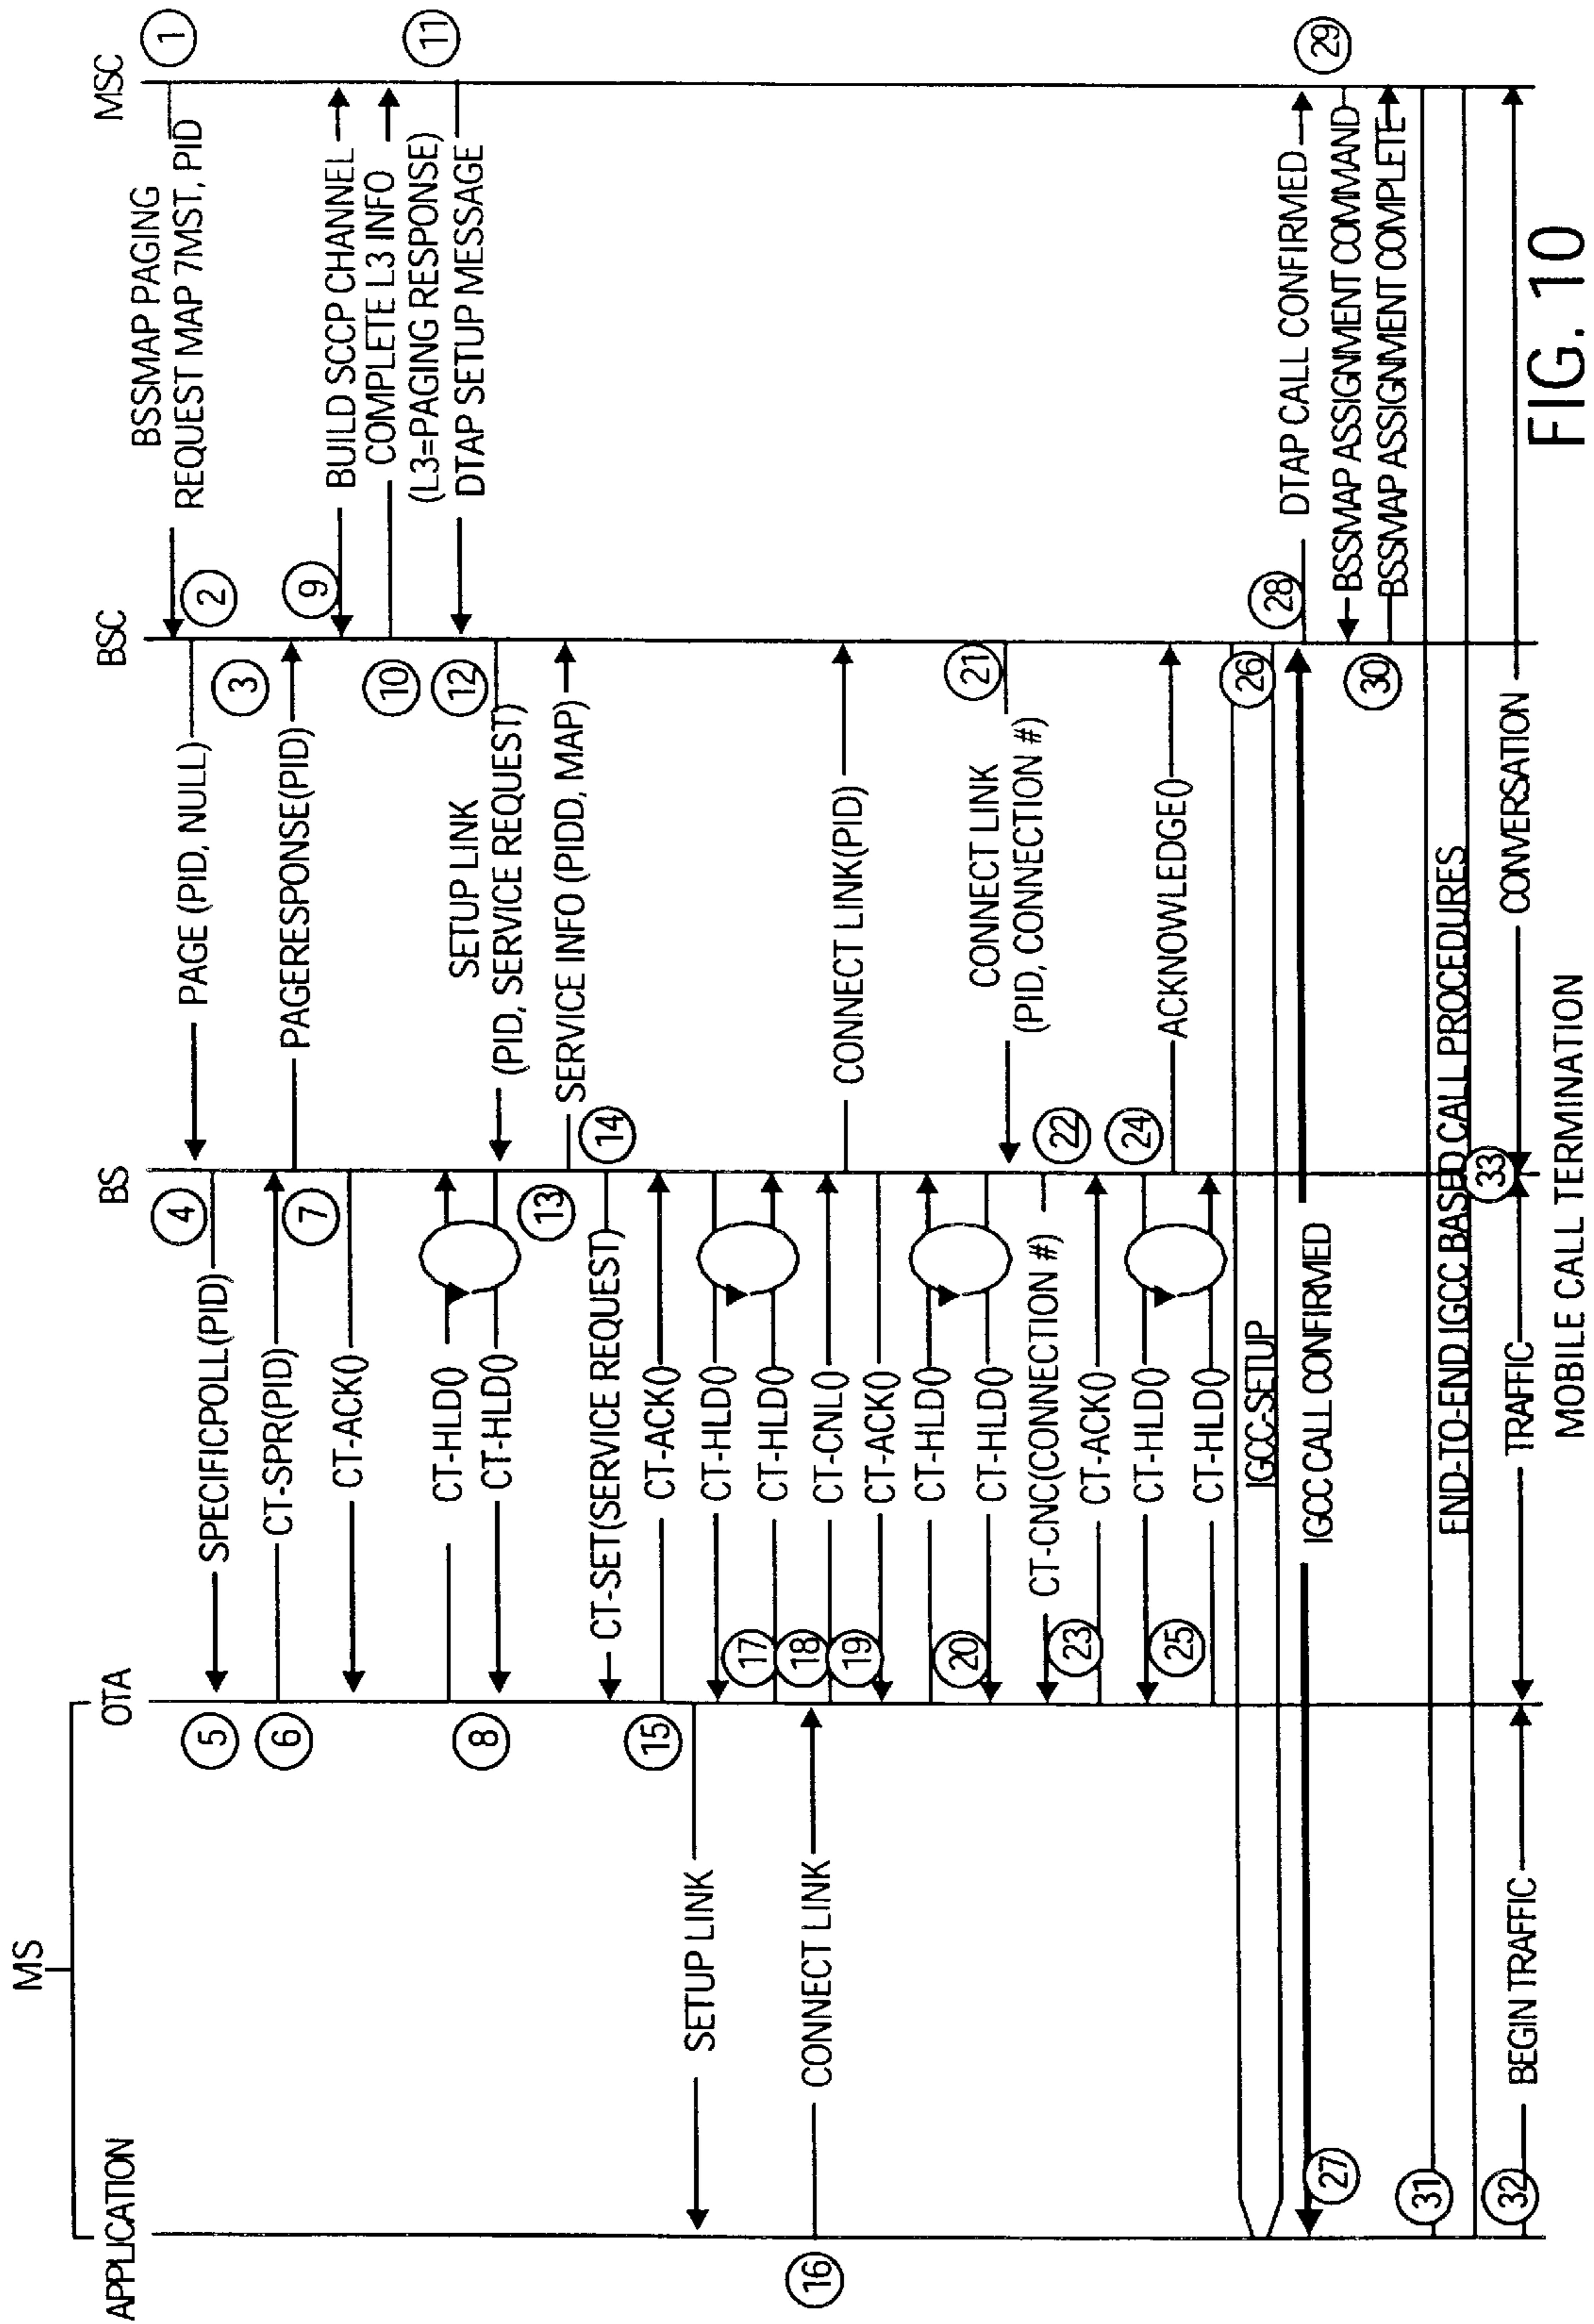 MS
APPLICATION
OTA
BS
BSC
MSC
1
BSSMAP PAGING
REQUEST MAP 7MST, PID
2
PAGE (PID, NULL)
3
4
SPECIFICPOLL(PID)
5
6
CT-SPR(PID)
PAGERESPONSE(PID)
7
CT-ACK()
9
BUILD SCCP CHANNEL
10
COMPLETE L3 INFO
(L3=PAGING RESPONSE)
11
DTAP SETUP MESSAGE
12
CT-HLD()
8
CT-HLD()
SETUP LINK
(PID, SERVICE REQUEST)
13
SERVICE INFO (PIDD, MAP)
14
CT-SET(SERVICE REQUEST)
15
CT-ACK()
SETUP LINK
CT-HLD()
17
CT-HLD()
16
CONNECT LINK
18
CT-CNL()
CONNECT LINK(PID)
19
CT-ACK()
CT-HLD()
20
CT-HLD()
21
CONNECT LINK
(PID, CONNECTION #)
22
CT-CNC(CONNECTION #)
23
CT-ACK()
24
CT-HLD()
ACKNOWLEDGE()
25
CT-HLD()
26
IGCC-SETUP
27
IGCC CALL CONFIRMED
28
DTAP CALL CONFIRMED
29
BSSMAP ASSIGNMENT COMMAND
30
BSSMAP ASSIGNMENT COMPLETE
31
END-TO-END IGCC BASED CALL PROCEDURES
32
BEGIN TRAFFIC
TRAFFIC
33
CONVERSATION
MOBILE CALL TERMINATION
FIG. 10